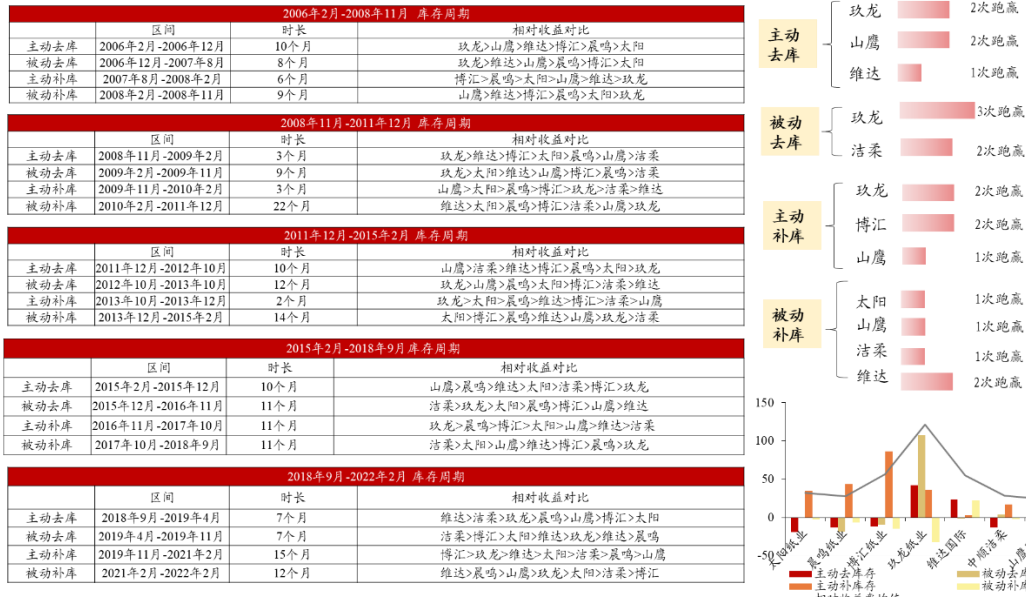 2006年2月-2008年11月 库存周期
区间 时长 相对收益对比
主动去库 2006年2月-2006年12月 10个月 玖龙>山鹰>维达>博汇>晨鸣>太阳
被动去库 2006年12月-2007年8月 8个月 玖龙>维达>山鹰>晨鸣>博汇>太阳
主动补库 2007年8月-2008年2月 6个月 博汇>晨鸣>太阳>山鹰>维达>玖龙
被动补库 2008年2月-2008年11月 9个月 山鹰>维达>博汇>晨鸣>太阳>玖龙
2008年11月-2011年12月 库存周期
区间 时长 相对收益对比
主动去库 2008年11月-2009年2月 3个月 玖龙>维达>博汇>太阳>晨鸣>山鹰>洁柔
被动去库 2009年2月-2009年11月 9个月 玖龙>太阳>维达>山鹰>博汇>晨鸣>洁柔
主动补库 2009年11月-2010年2月 3个月 山鹰>太阳>晨鸣>博汇>玖龙>洁柔>维达
被动补库 2010年2月-2011年12月 22个月 维达>太阳>晨鸣>博汇>洁柔>山鹰>玖龙
2011年12月-2015年2月 库存周期
区间 时长 相对收益对比
主动去库 2011年12月-2012年10月 10个月 山鹰>洁柔>维达>博汇>晨鸣>太阳>玖龙
被动去库 2012年10月-2013年10月 12个月 玖龙>山鹰>晨鸣>太阳>博汇>洁柔>维达
主动补库 2013年10月-2013年12月 2个月 玖龙>太阳>晨鸣>维达>博汇>洁柔>山鹰
被动补库 2013年12月-2015年2月 14个月 太阳>博汇>晨鸣>维达>山鹰>玖龙>洁柔
2015年2月-2018年9月 库存周期
区间 时长 相对收益对比
主动去库 2015年2月-2015年12月 10个月 山鹰>晨鸣>维达>太阳>洁柔>博汇>玖龙
被动去库 2015年12月-2016年11月 11个月 洁柔>玖龙>太阳>晨鸣>博汇>山鹰>维达
主动补库 2016年11月-2017年10月 11个月 玖龙>晨鸣>博汇>太阳>山鹰>维达>洁柔
被动补库 2017年10月-2018年9月 11个月 洁柔>太阳>山鹰>维达>博汇>晨鸣>玖龙
2018年9月-2022年2月 库存周期
区间 时长 相对收益对比
主动去库 2018年9月-2019年4月 7个月 维达>洁柔>玖龙>晨鸣>山鹰>博汇>太阳
被动去库 2019年4月-2019年11月 7个月 洁柔>博汇>太阳>山鹰>玖龙>维达>晨鸣
主动补库 2019年11月-2021年2月 15个月 博汇>玖龙>维达>太阳>洁柔>晨鸣>山鹰
被动补库 2021年2月-2022年2月 12个月 维达>晨鸣>山鹰>玖龙>太阳>洁柔>博汇
主动去库
玖龙 2次跑赢
山鹰 2次跑赢
维达 1次跑赢
被动去库
玖龙 3次跑赢
洁柔 2次跑赢
主动补库
玖龙 2次跑赢
博汇 2次跑赢
山鹰 1次跑赢
被动补库
太阳 1次跑赢
山鹰 1次跑赢
洁柔 1次跑赢
维达 2次跑赢
150
100
50
0
-50
太阳纸业 晨鸣纸业 博汇纸业 玖龙纸业 维达国际 中顺洁柔 山鹰
主动去库存 被动去库
主动补库存 被动补库